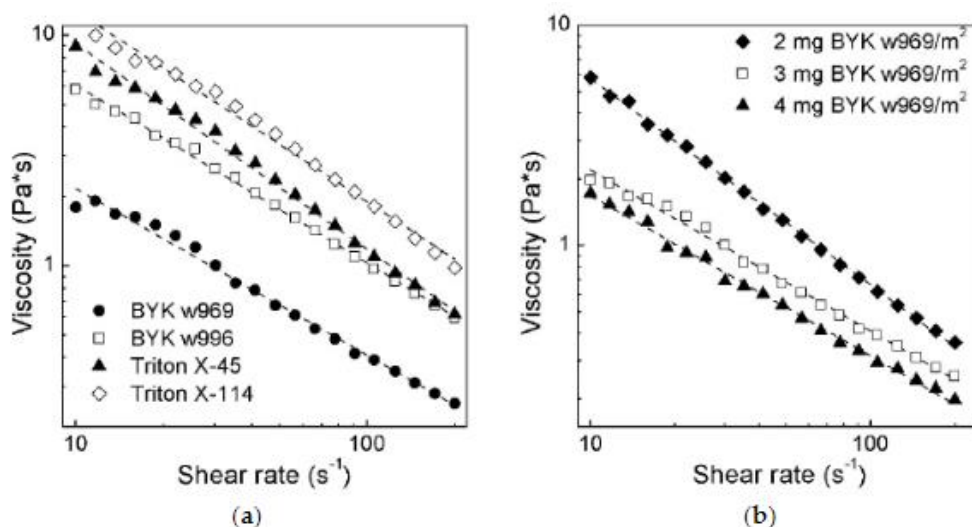 10
1
Viscosity (Pa*s)
BYK w969
BYK w996
Triton X-45
Triton X-114
10
100
Shear rate (s⁻¹)
(a)
10
1
Viscosity (Pa*s)
2 mg BYK w969/m²
3 mg BYK w969/m²
4 mg BYK w969/m²
10
100
Shear rate (s⁻¹)
(b)